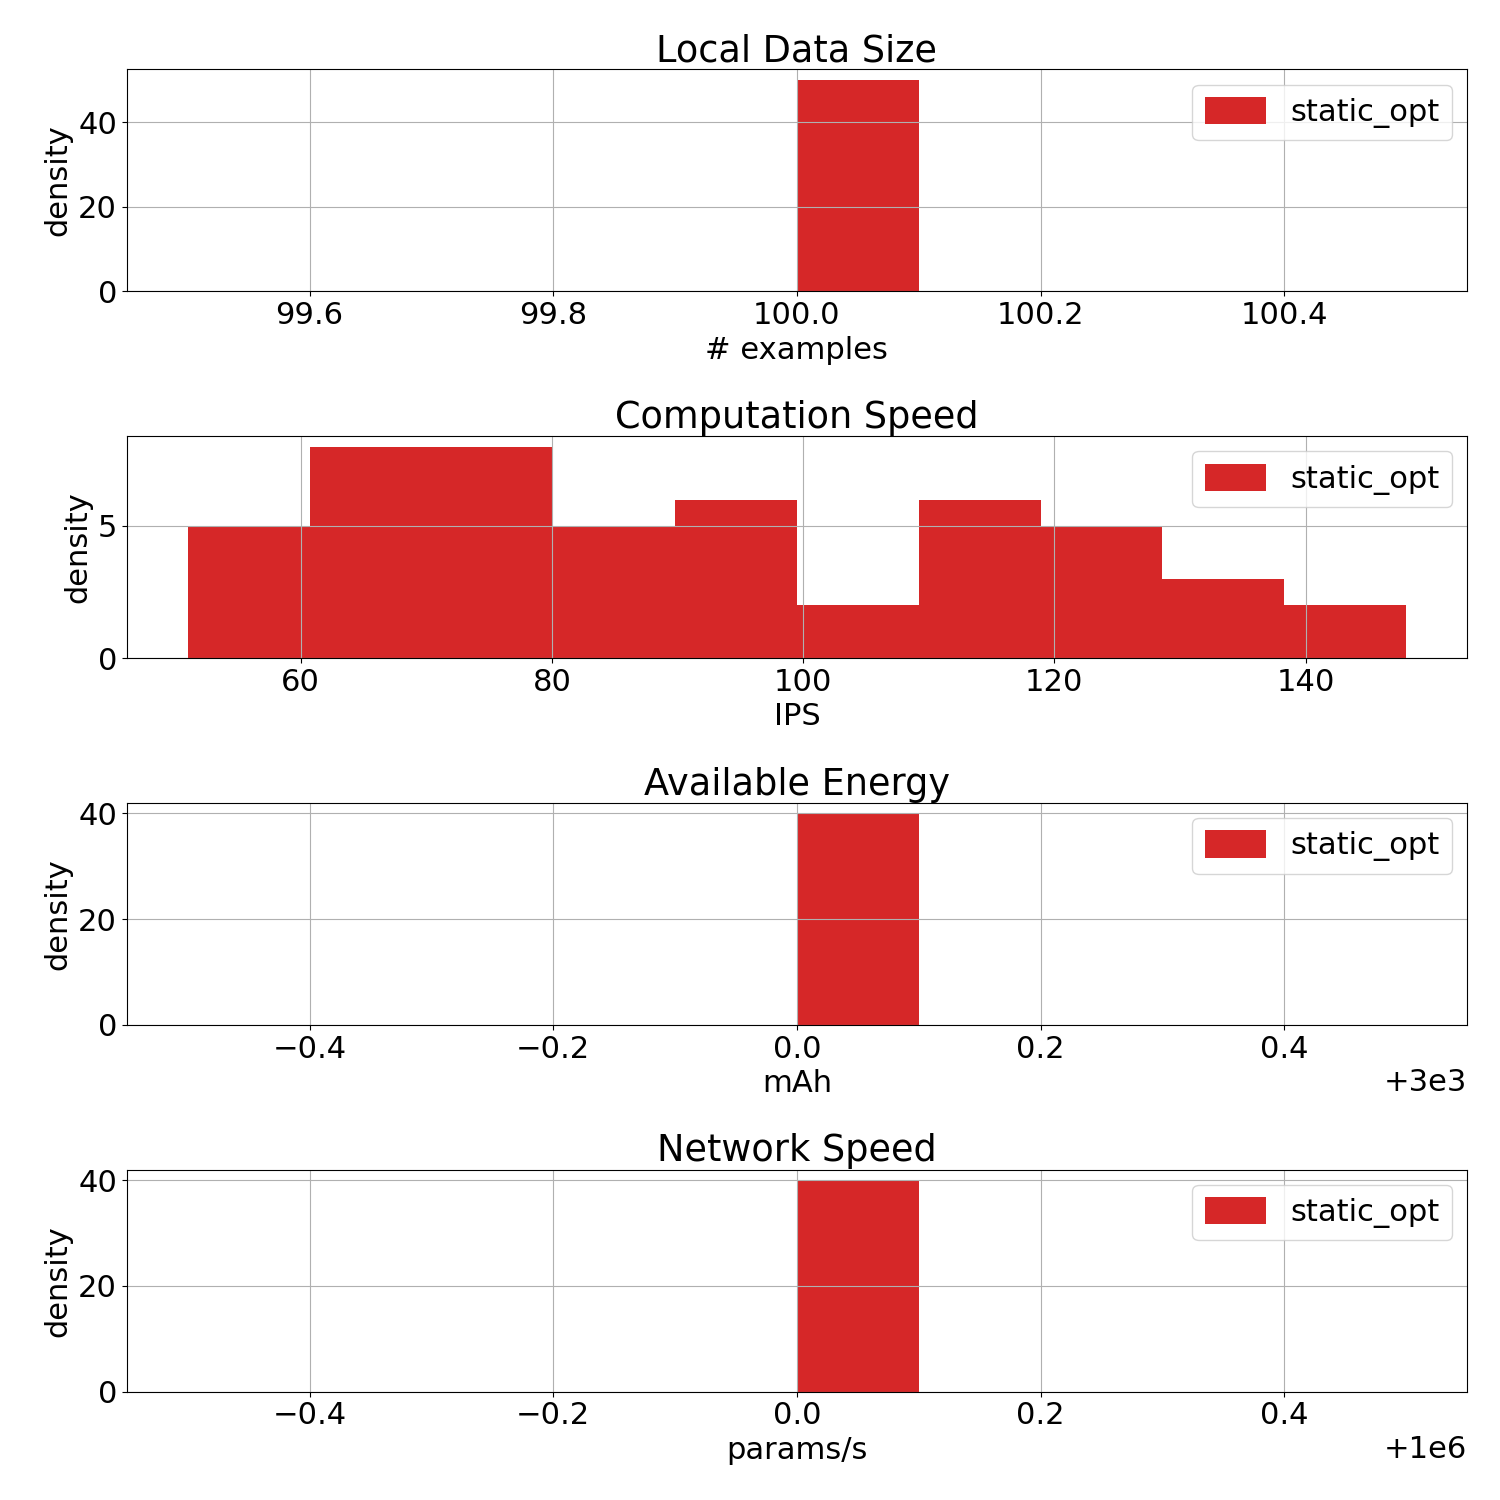 Local Data Size
density
40
20
0
static_opt
99.6 99.8 100.0 100.2 100.4
# examples
Computation Speed
density
5
0
static_opt
60 80 100 120 140
IPS
Available Energy
density
40
20
0
static_opt
−0.4 −0.2 0.0 0.2 0.4
mAh
+3e3
Network Speed
density
40
20
0
static_opt
−0.4 −0.2 0.0 0.2 0.4
params/s
+1e6